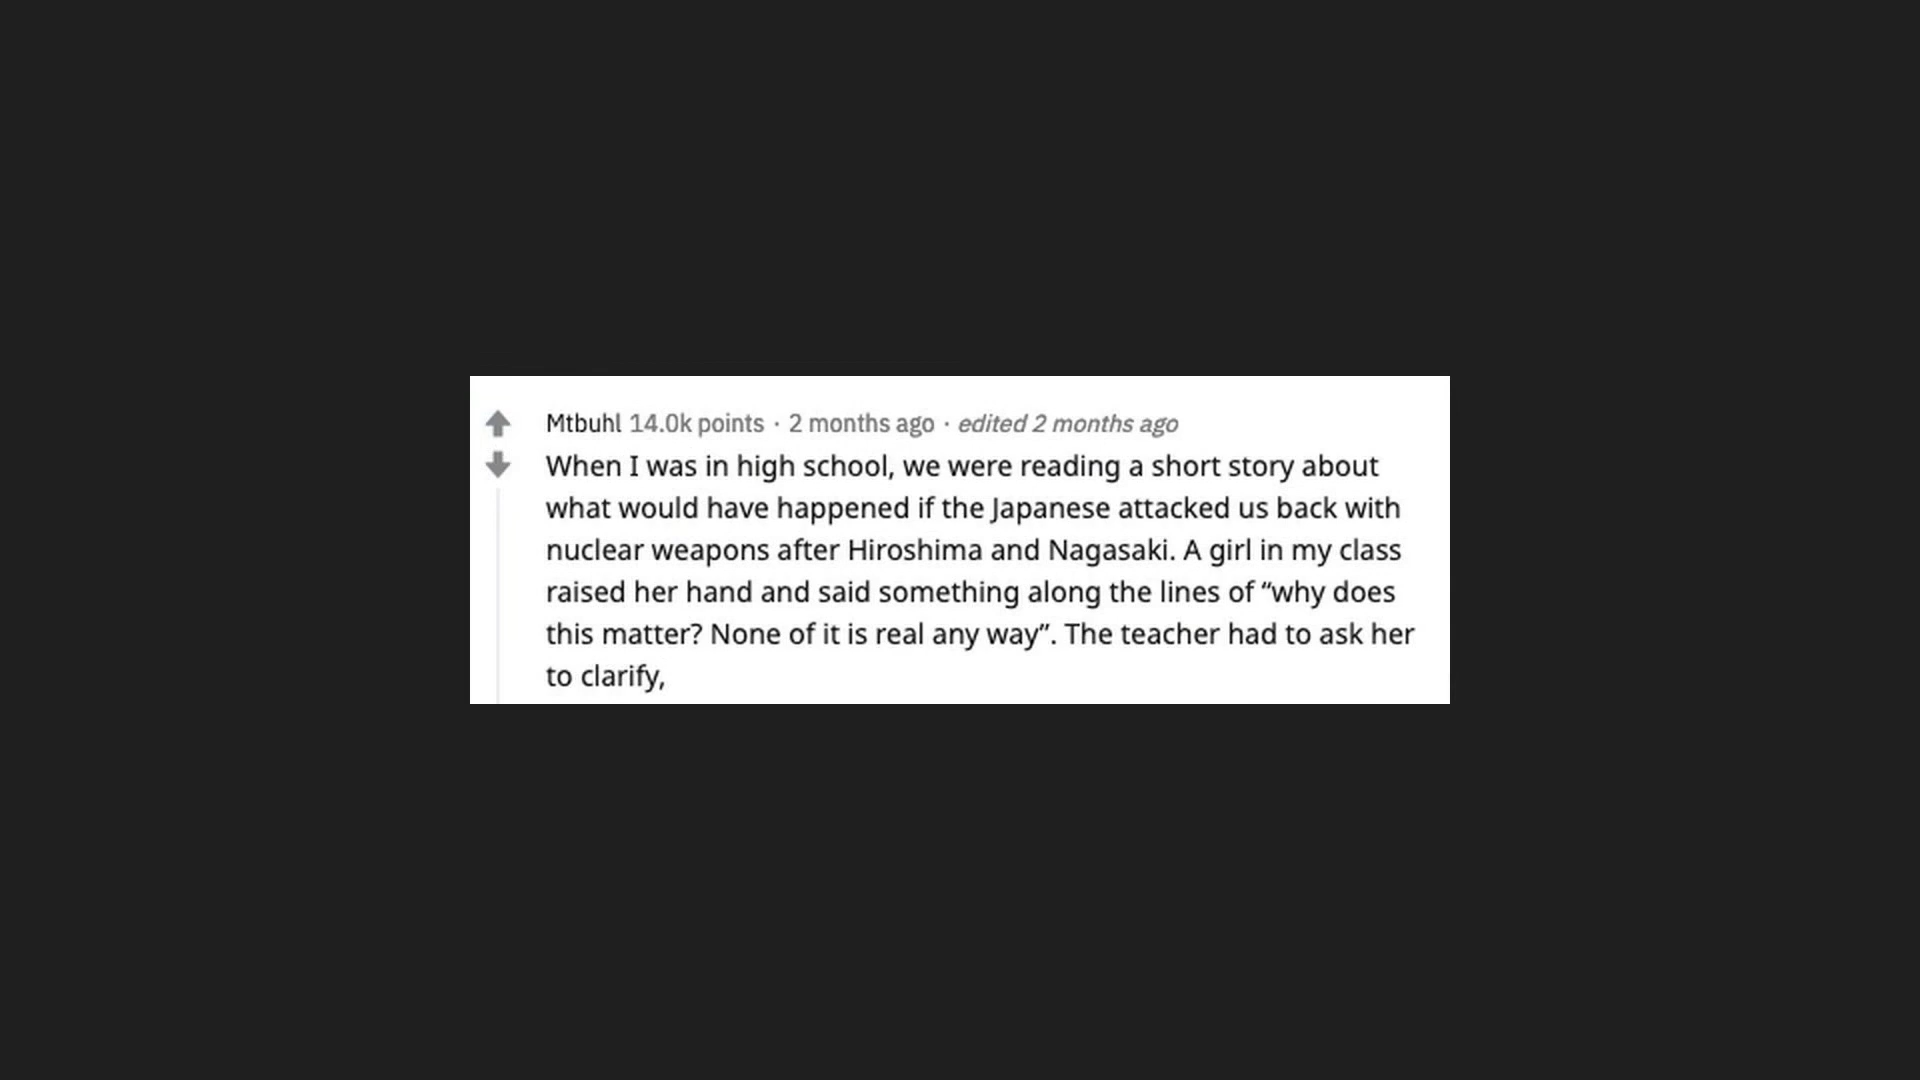 Mtbuhl 14.0k points · 2 months ago · edited 2 months ago
When I was in high school, we were reading a short story about
what would have happened if the Japanese attacked us back with
nuclear weapons after Hiroshima and Nagasaki. A girl in my class
raised her hand and said something along the lines of “why does
this matter? None of it is real any way”. The teacher had to ask her
to clarify,